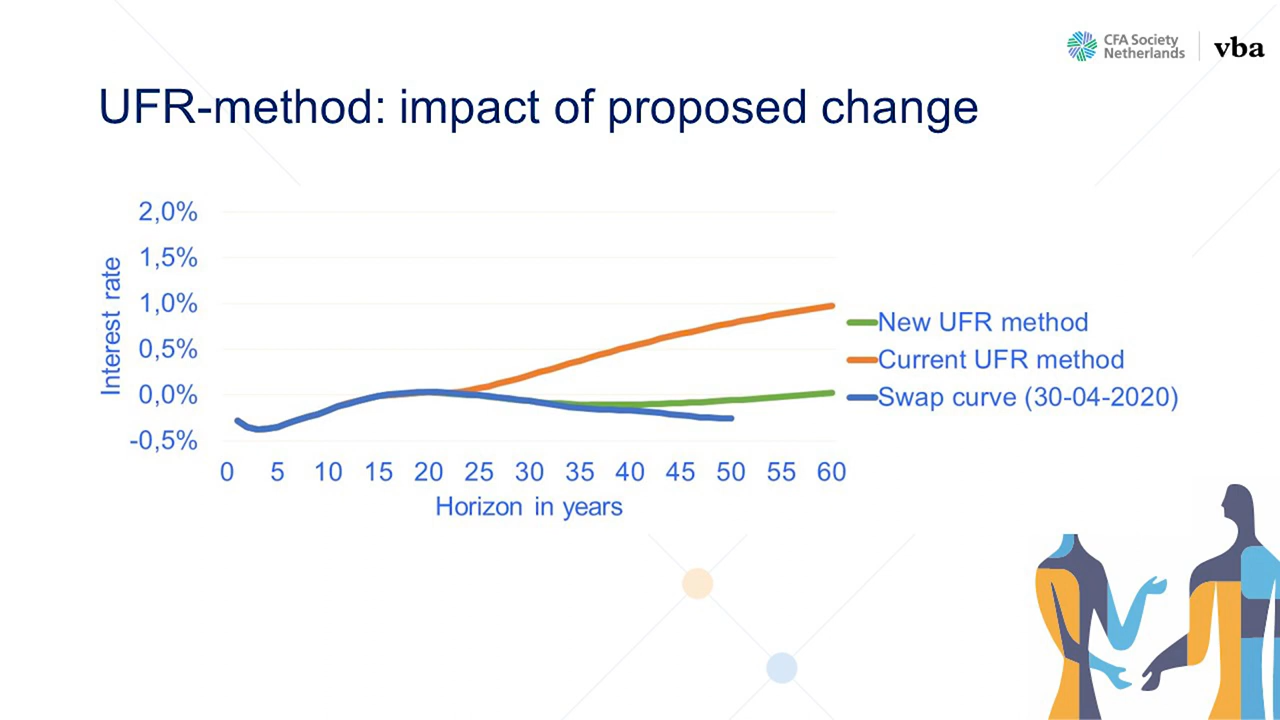 CFA Society
Netherlands
vba
UFR-method: impact of proposed change
2,0%
1,5%
1,0%
0,5%
0,0%
-0,5%
Interest rate
0 5 10 15 20 25 30 35 40 45 50 55 60
Horizon in years
New UFR method
Current UFR method
Swap curve (30-04-2020)